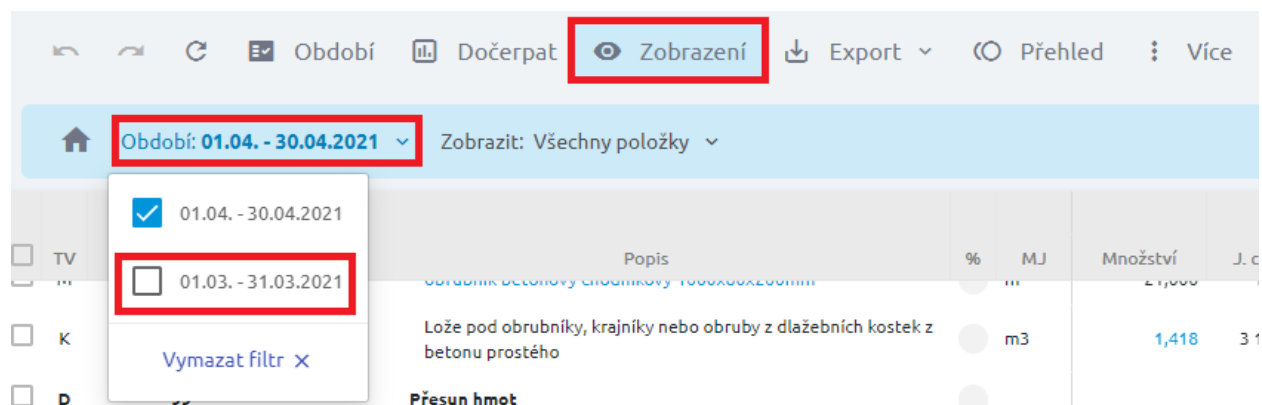 Období Dočerpat Zobrazení Export Přehled Více
Období: 01.04. - 30.04.2021 Zobrazit: Všechny položky
01.04. - 30.04.2021
TV Popis % MJ Množství J. c
01.03. - 31.03.2021
K Lože pod obrubníky, krajníky nebo obruby z dlažebních kostek z m3 1,418 3 1
betonu prostého
Vymazat filtr ×
D Přesun hmot